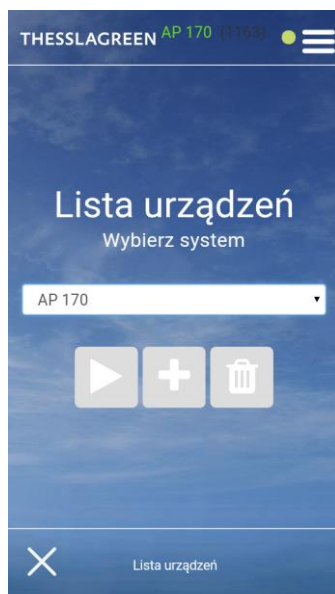 THESSLAGREEN AP 170 (1163)
Lista urządzeń
Wybierz system
AP 170
Lista urządzeń